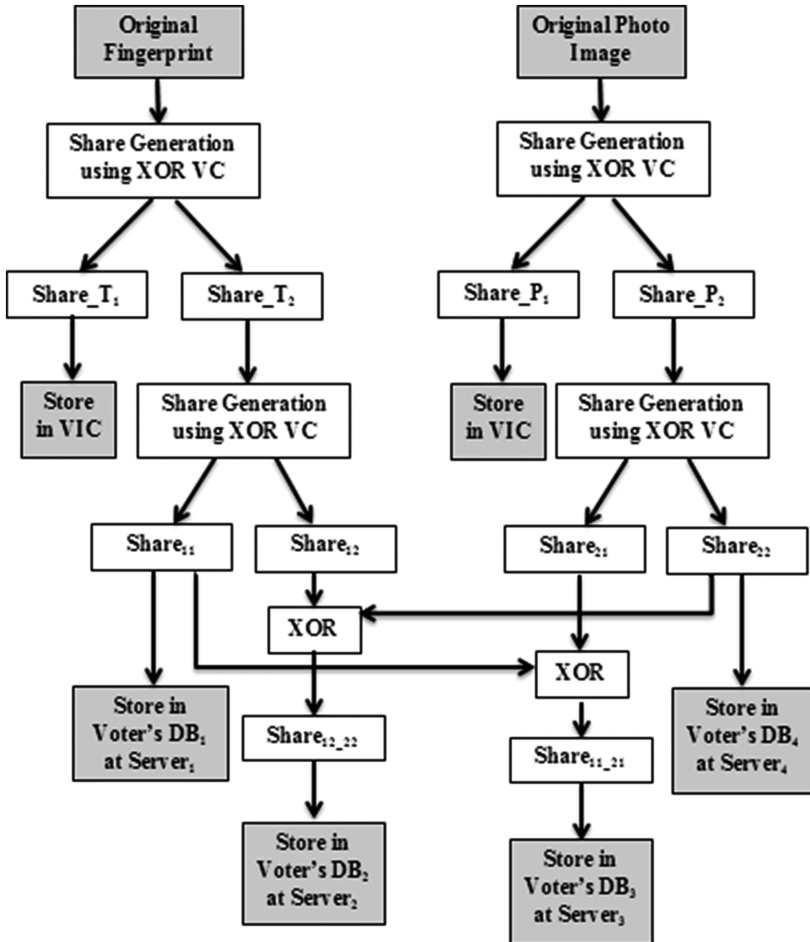 Original
Fingerprint
Original Photo
Image
Share Generation
using XOR VC
Share Generation
using XOR VC
Share_T₁
Share_T₂
Share_P₁
Share_P₂
Store
in VIC
Share Generation
using XOR VC
Store
in VIC
Share Generation
using XOR VC
Share₁₁
Share₁₂
Share₂₁
Share₂₂
XOR
XOR
Store in
Voter's DB₁
at Server₁
Share₁₂_₂₂
Share₁₁_₂₁
Store in
Voter's DB₄
at Server₄
Store in
Voter's DB₂
at Server₂
Store in
Voter's DB₃
at Server₃